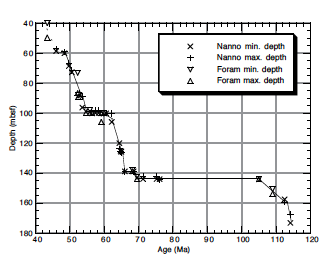 40
60
80
100
120
140
160
180
Depth (mbsf)
× Nanno min. depth
+ Nanno max. depth
▽ Foram min. depth
△ Foram max. depth
40 50 60 70 80 90 100 110 120
Age (Ma)